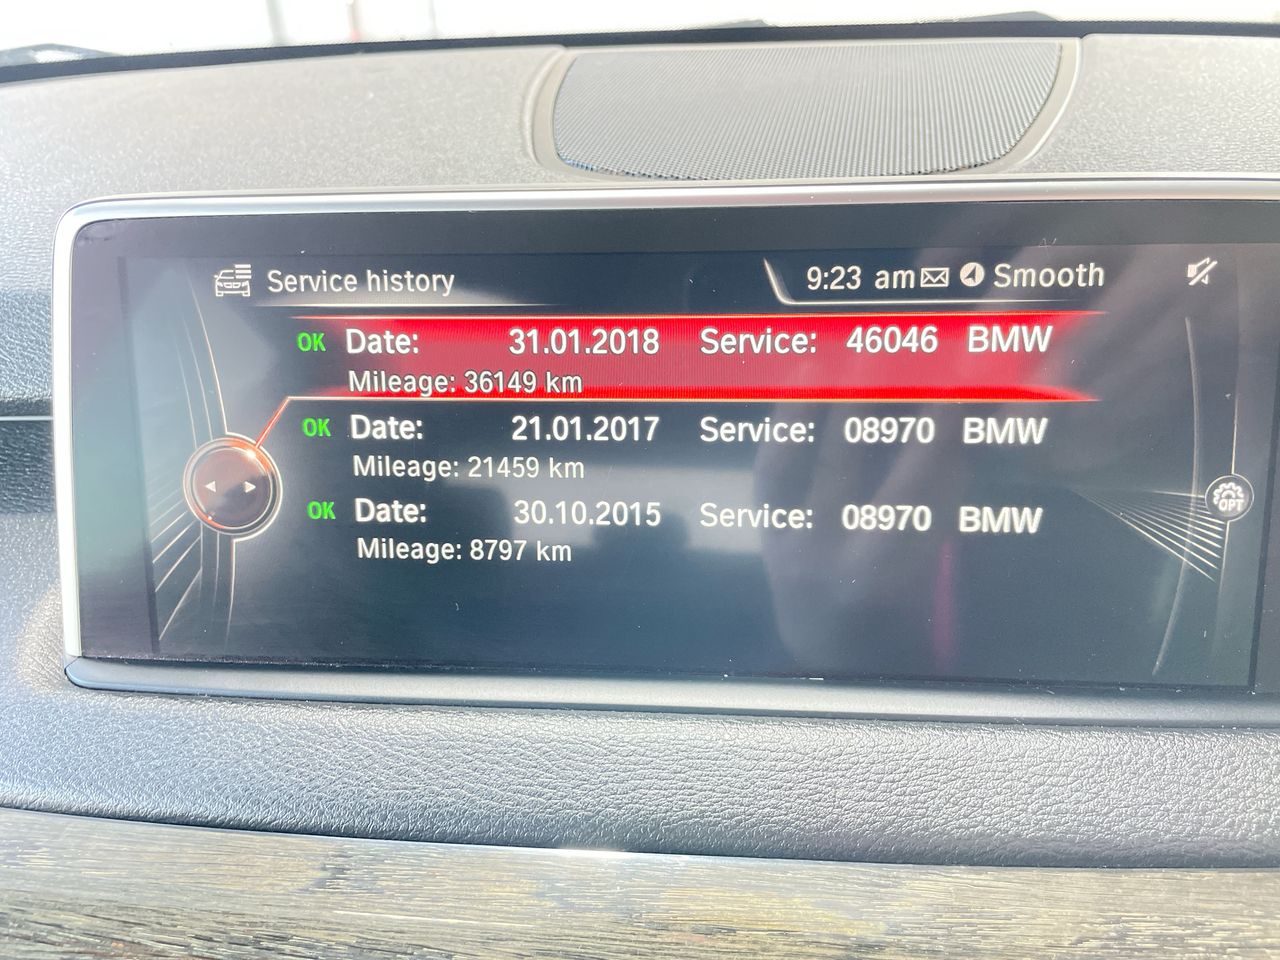 Service history 9:23 am Smooth
OK Date: 31.01.2018 Service: 46046 BMW
Mileage: 36149 km
OK Date: 21.01.2017 Service: 08970 BMW
Mileage: 21459 km
OK Date: 30.10.2015 Service: 08970 BMW
Mileage: 8797 km
OPT